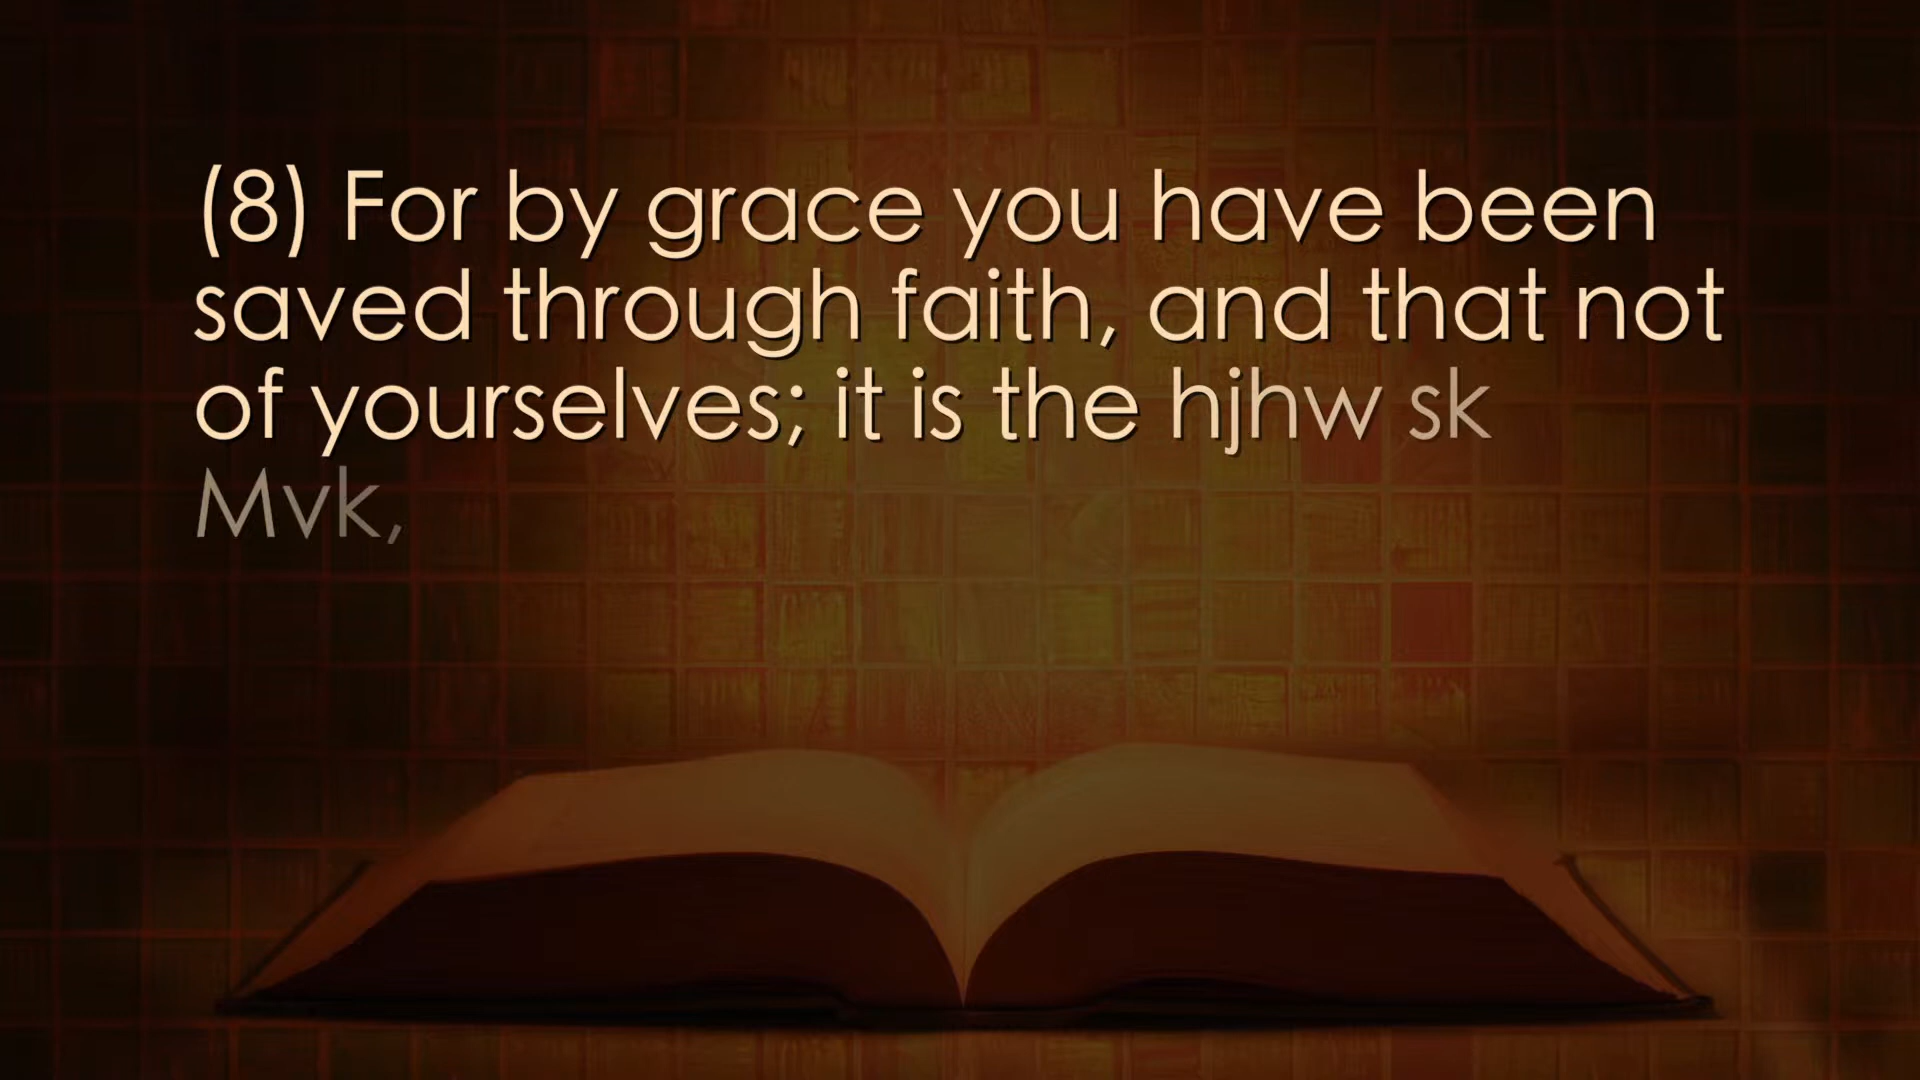 (8) For by grace you have been
saved through faith, and that not
of yourselves; it is the hjhw sk
Mvk,